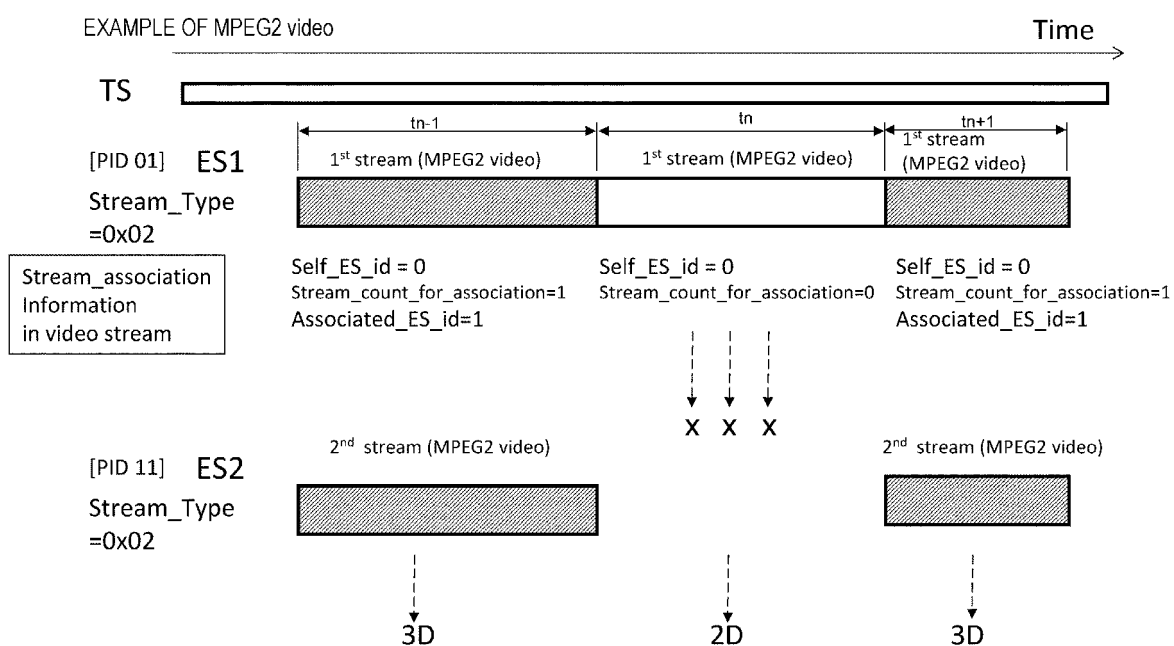 EXAMPLE OF MPEG2 video
Time
TS
tn-1
tn
tn+1
[PID 01] ES1
Stream_Type
=0x02
1st stream (MPEG2 video)
1st stream (MPEG2 video)
1st stream
(MPEG2 video)
Stream_association
Information
in video stream
Self_ES_id = 0
Stream_count_for_association=1
Associated_ES_id=1
Self_ES_id = 0
Stream_count_for_association=0
Self_ES_id = 0
Stream_count_for_association=1
Associated_ES_id=1
X X X
[PID 11] ES2
Stream_Type
=0x02
2nd stream (MPEG2 video)
2nd stream (MPEG2 video)
3D
2D
3D